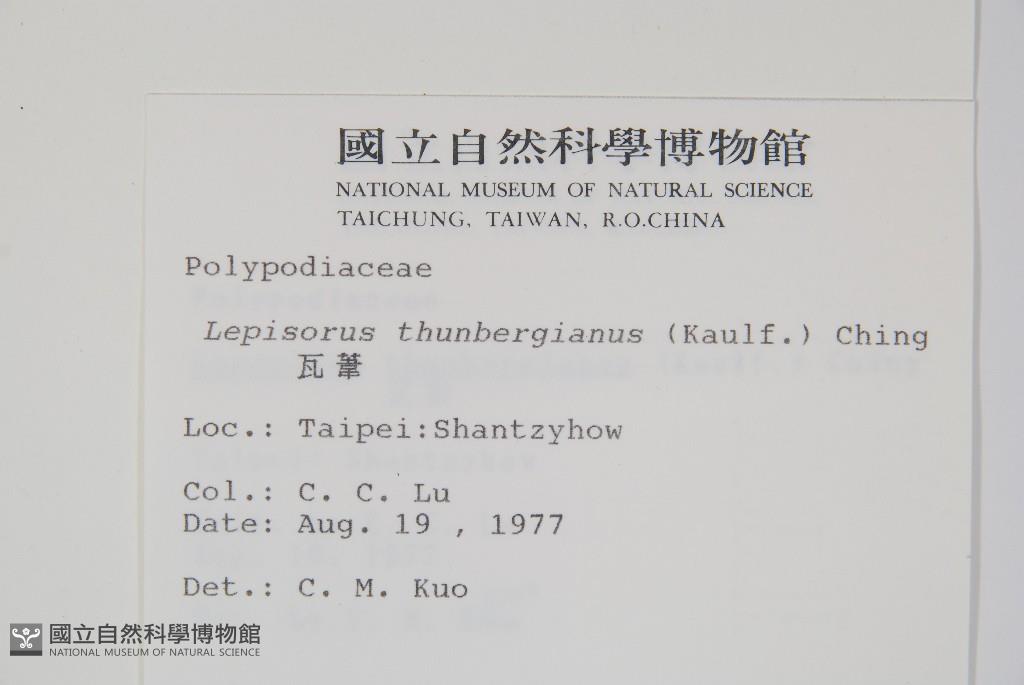 國立自然科學博物館
NATIONAL MUSEUM OF NATURAL SCIENCE
TAICHUNG, TAIWAN, R.O.CHINA
Polypodiaceae
Lepisorus thunbergianus (Kaulf.) Ching
瓦葦
Loc.: Taipei:Shantzyhow
Col.: C. C. Lu
Date: Aug. 19 , 1977
Det.: C. M. Kuo
國立自然科學博物館
NATIONAL MUSEUM OF NATURAL SCIENCE